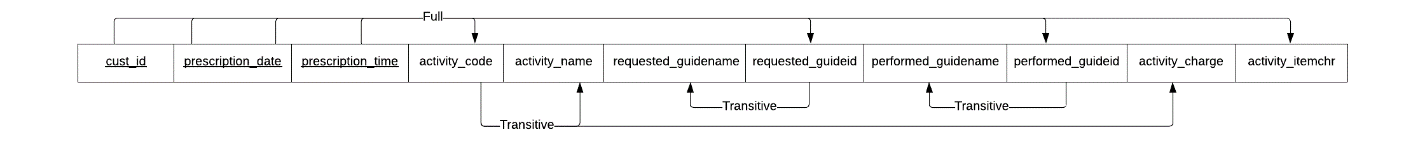 Full
cust_id prescription_date prescription_time activity_code activity_name requested_guidename requested_guideid performed_guidename performed_guideid activity_charge activity_itemchr
Transitive Transitive
Transitive